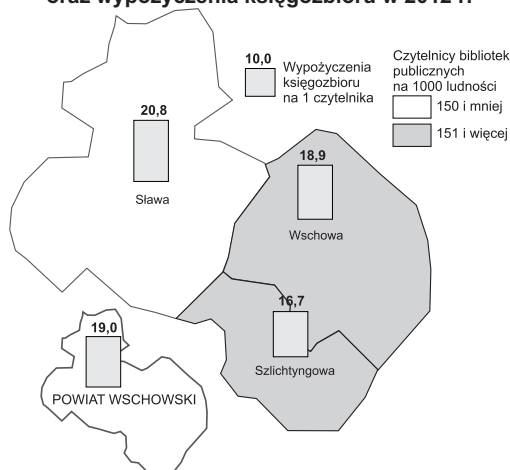 oraz wypożyczenia księgozbioru w 2012 r.
10,0
Wypożyczenia
księgozbioru
na 1 czytelnika
Czytelnicy bibliotek
publicznych
na 1000 ludności
150 i mniej
151 i więcej
20,8
Sława
18,9
Wschowa
16,7
Szlichtyngowa
19,0
POWIAT WSCHOWSKI